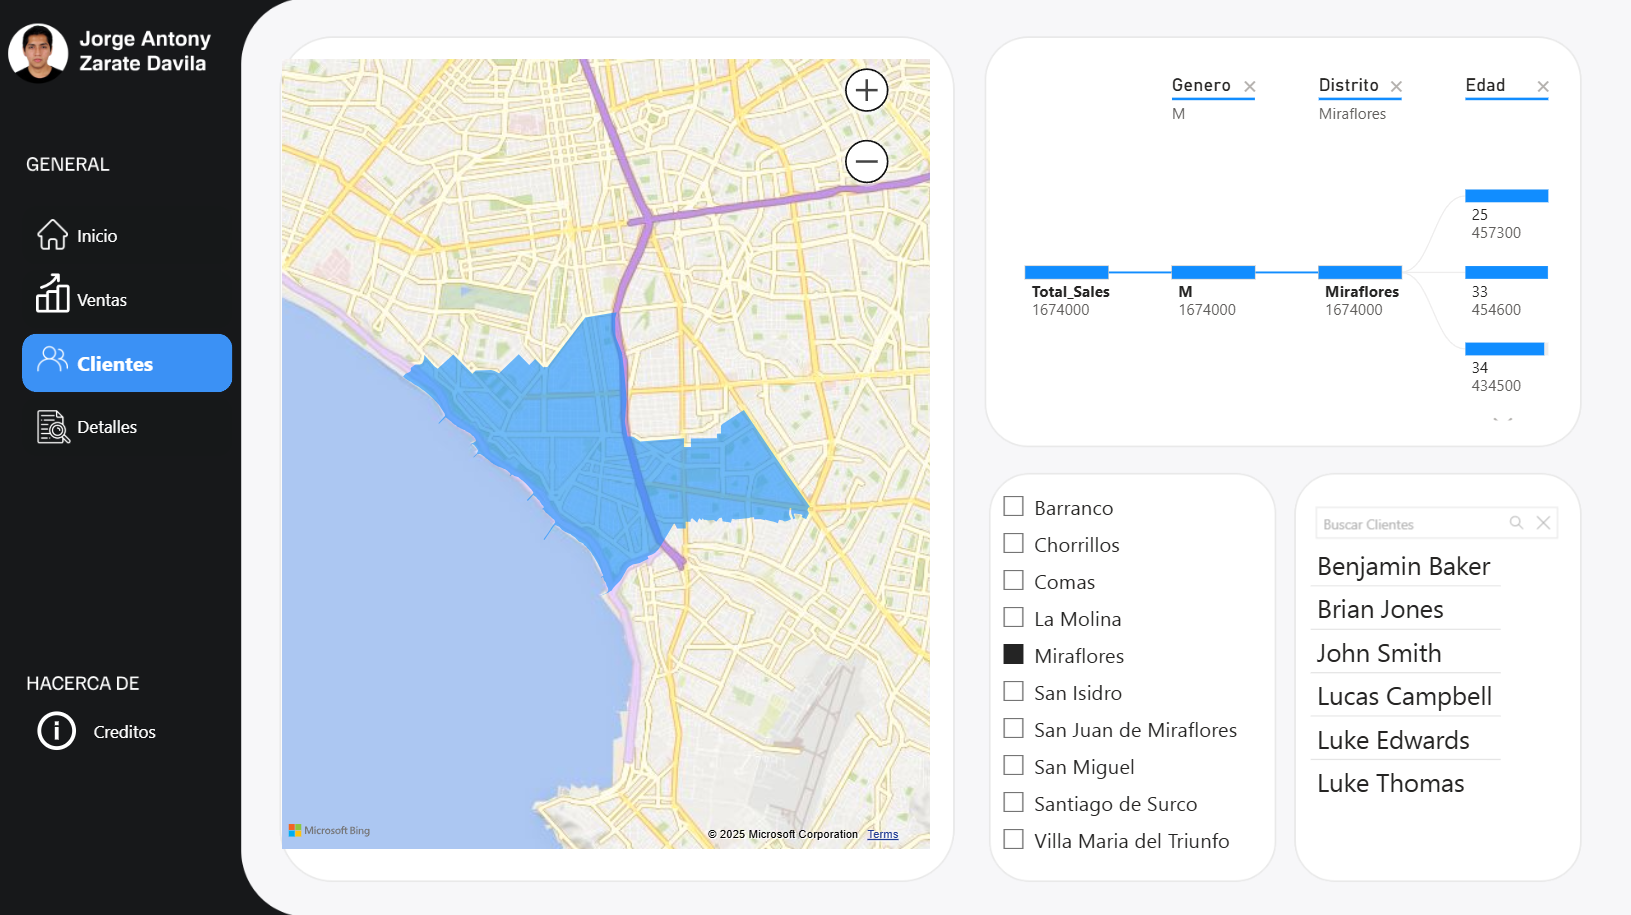 Jorge Antony
Zarate Davila
GENERAL
Inicio
Ventas
Clientes
Detalles
HACERCA DE
Creditos
Microsoft Bing
© 2025 Microsoft Corporation Terms
Genero
M
Distrito
Miraflores
Edad
Total_Sales
1674000
M
1674000
Miraflores
1674000
25
457300
33
454600
34
434500
Barranco
Chorrillos
Comas
La Molina
Miraflores
San Isidro
San Juan de Miraflores
San Miguel
Santiago de Surco
Villa Maria del Triunfo
Buscar Clientes
Benjamin Baker
Brian Jones
John Smith
Lucas Campbell
Luke Edwards
Luke Thomas